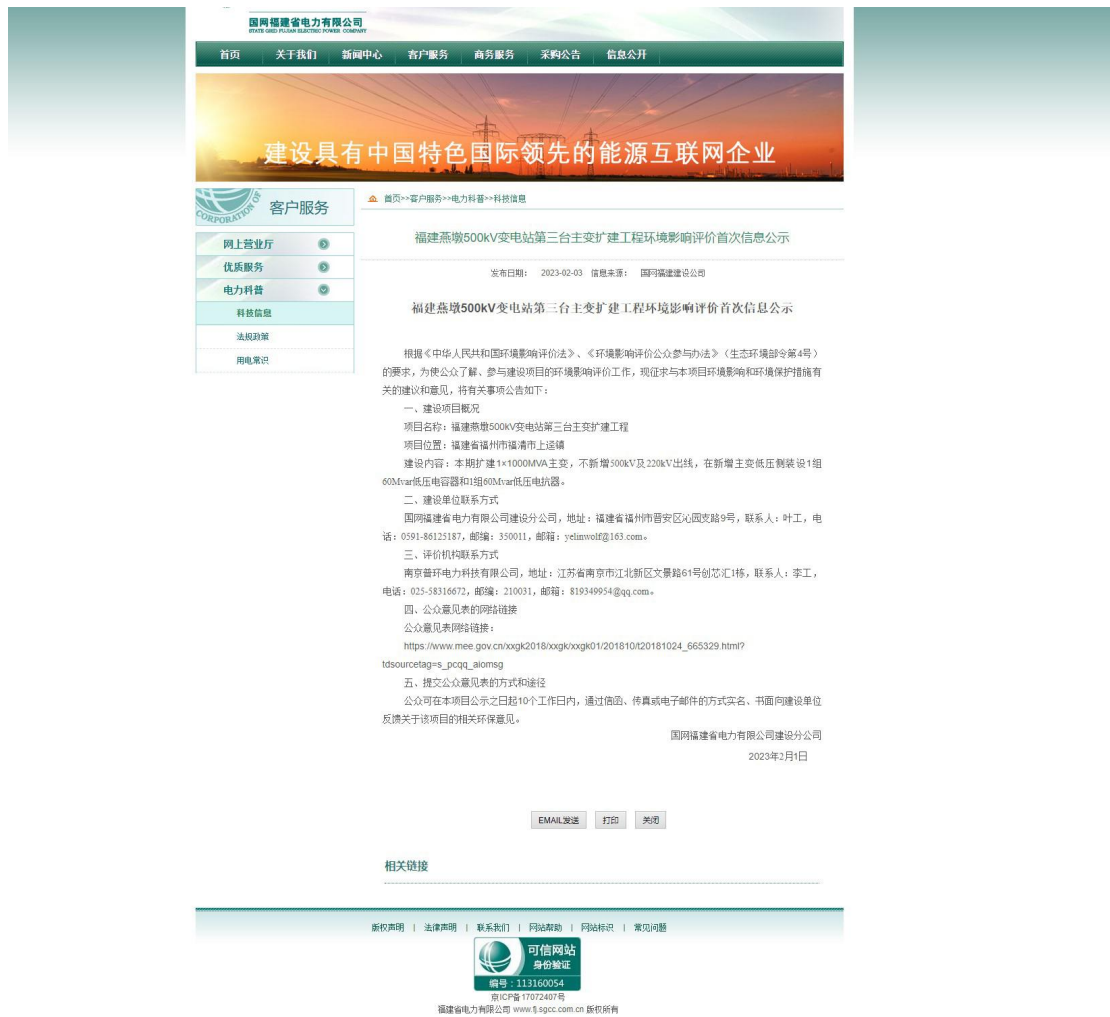 国网福建省电力有限公司
STATE GRID FUJIAN ELECTRIC POWER COMPANY
首页 关于我们 新闻中心 客户服务 商务服务 采购公告 信息公开
建设具有中国特色国际领先的能源互联网企业
CORPORATION OF
客户服务
首页>>客户服务>>电力科普>>科技信息
网上营业厅
优质服务
电力科普
科技信息
法规政策
用电常识
福建燕墩500kV变电站第三台主变扩建工程环境影响评价首次信息公示
发布日期: 2023-02-03 信息来源: 国网福建建设公司
福建燕墩500kV变电站第三台主变扩建工程环境影响评价首次信息公示
根据《中华人民共和国环境影响评价法》、《环境影响评价公众参与办法》（生态环境部令第4号）
的要求，为使公众了解、参与建设项目的环境影响评价工作，现征求与本项目环境影响和环境保护措施有
关的建议和意见，将有关事项公告如下：
一、建设项目概况
项目名称：福建燕墩500kV变电站第三台主变扩建工程
项目位置：福建省福州市福清市上迳镇
建设内容：本期扩建1×1000MVA主变，不新增500kV及220kV出线，在新增主变低压侧装设1组
60Mvar低压电容器和1组60Mvar低压电抗器。
二、建设单位联系方式
国网福建省电力有限公司建设分公司，地址：福建省福州市晋安区沁园支路9号，联系人：叶工，电
话：0591-86125187，邮编：350011，邮箱：yelinwolf@163.com。
三、评价机构联系方式
南京普环电力科技有限公司，地址：江苏省南京市江北新区文景路61号创芯汇1栋，联系人：李工，
电话：025-58316672，邮编：210031，邮箱：819349954@qq.com。
四、公众意见表的网络链接
公众意见表网络链接：
https://www.mee.gov.cn/xxgk2018/xxgk/xxgk01/201810/t20181024_665329.html?
tdsourcetag=s_pcqq_aiomsg
五、提交公众意见表的方式和途径
公众可在本项目公示之日起10个工作日内，通过信函、传真或电子邮件的方式实名、书面向建设单位
反馈关于该项目的相关环保意见。
国网福建省电力有限公司建设分公司
2023年2月1日
EMAIL发送 打印 关闭
相关链接
版权声明 | 法律声明 | 联系我们 | 网站帮助 | 网站标识 | 常见问题
可信网站
身份验证
编号：113160054
京ICP备17072407号
福建省电力有限公司 www.fj.sgcc.com.cn 版权所有